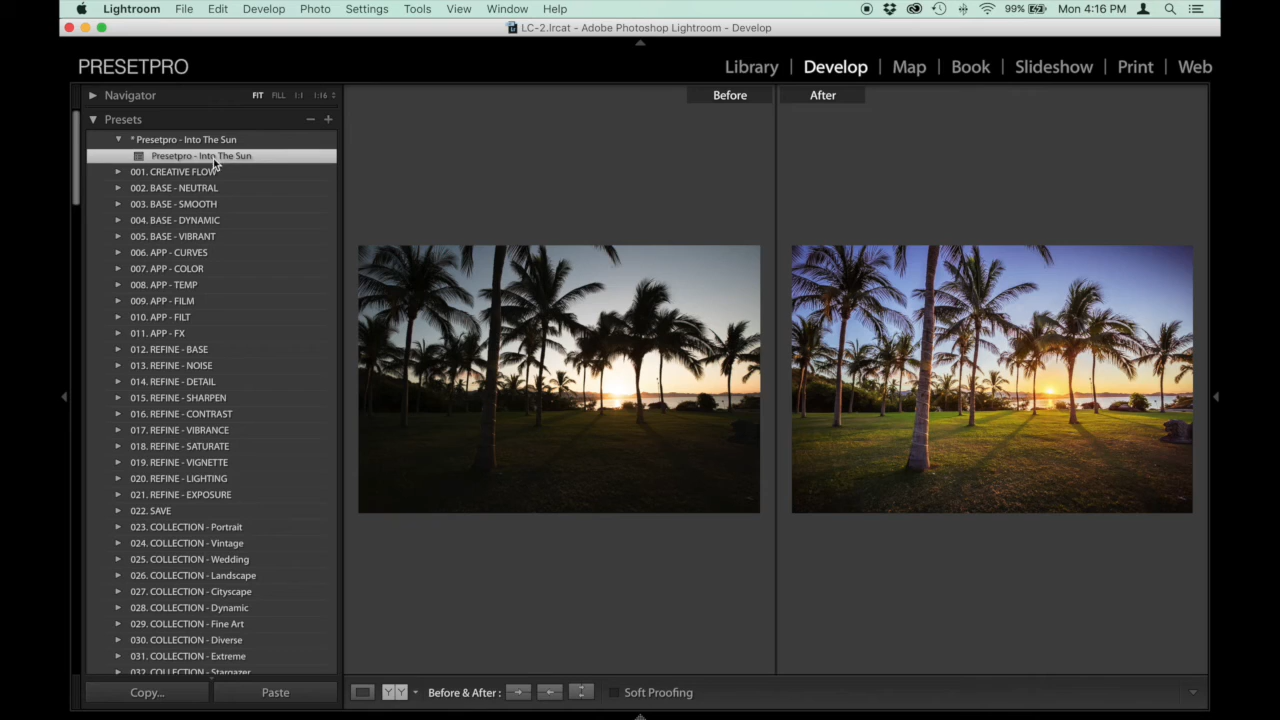 Lightroom File Edit Develop Photo Settings Tools View Window Help 99% Mon 4:16 PM
LC-2.lrcat - Adobe Photoshop Lightroom - Develop
PRESETPRO Library | Develop | Map | Book | Slideshow | Print | Web
Navigator FIT FILL 1:1 1:16
Before After
Presets
* Presetpro - Into The Sun
Presetpro - Into The Sun
001. CREATIVE FLOW
002. BASE - NEUTRAL
003. BASE - SMOOTH
004. BASE - DYNAMIC
005. BASE - VIBRANT
006. APP - CURVES
007. APP - COLOR
008. APP - TEMP
009. APP - FILM
010. APP - FILT
011. APP - FX
012. REFINE - BASE
013. REFINE - NOISE
014. REFINE - DETAIL
015. REFINE - SHARPEN
016. REFINE - CONTRAST
017. REFINE - VIBRANCE
018. REFINE - SATURATE
019. REFINE - VIGNETTE
020. REFINE - LIGHTING
021. REFINE - EXPOSURE
022. SAVE
023. COLLECTION - Portrait
024. COLLECTION - Vintage
025. COLLECTION - Wedding
026. COLLECTION - Landscape
027. COLLECTION - Cityscape
028. COLLECTION - Dynamic
029. COLLECTION - Fine Art
030. COLLECTION - Diverse
031. COLLECTION - Extreme
032. COLLECTION - Stargazer
Copy... Paste Y Y Before & After : Soft Proofing